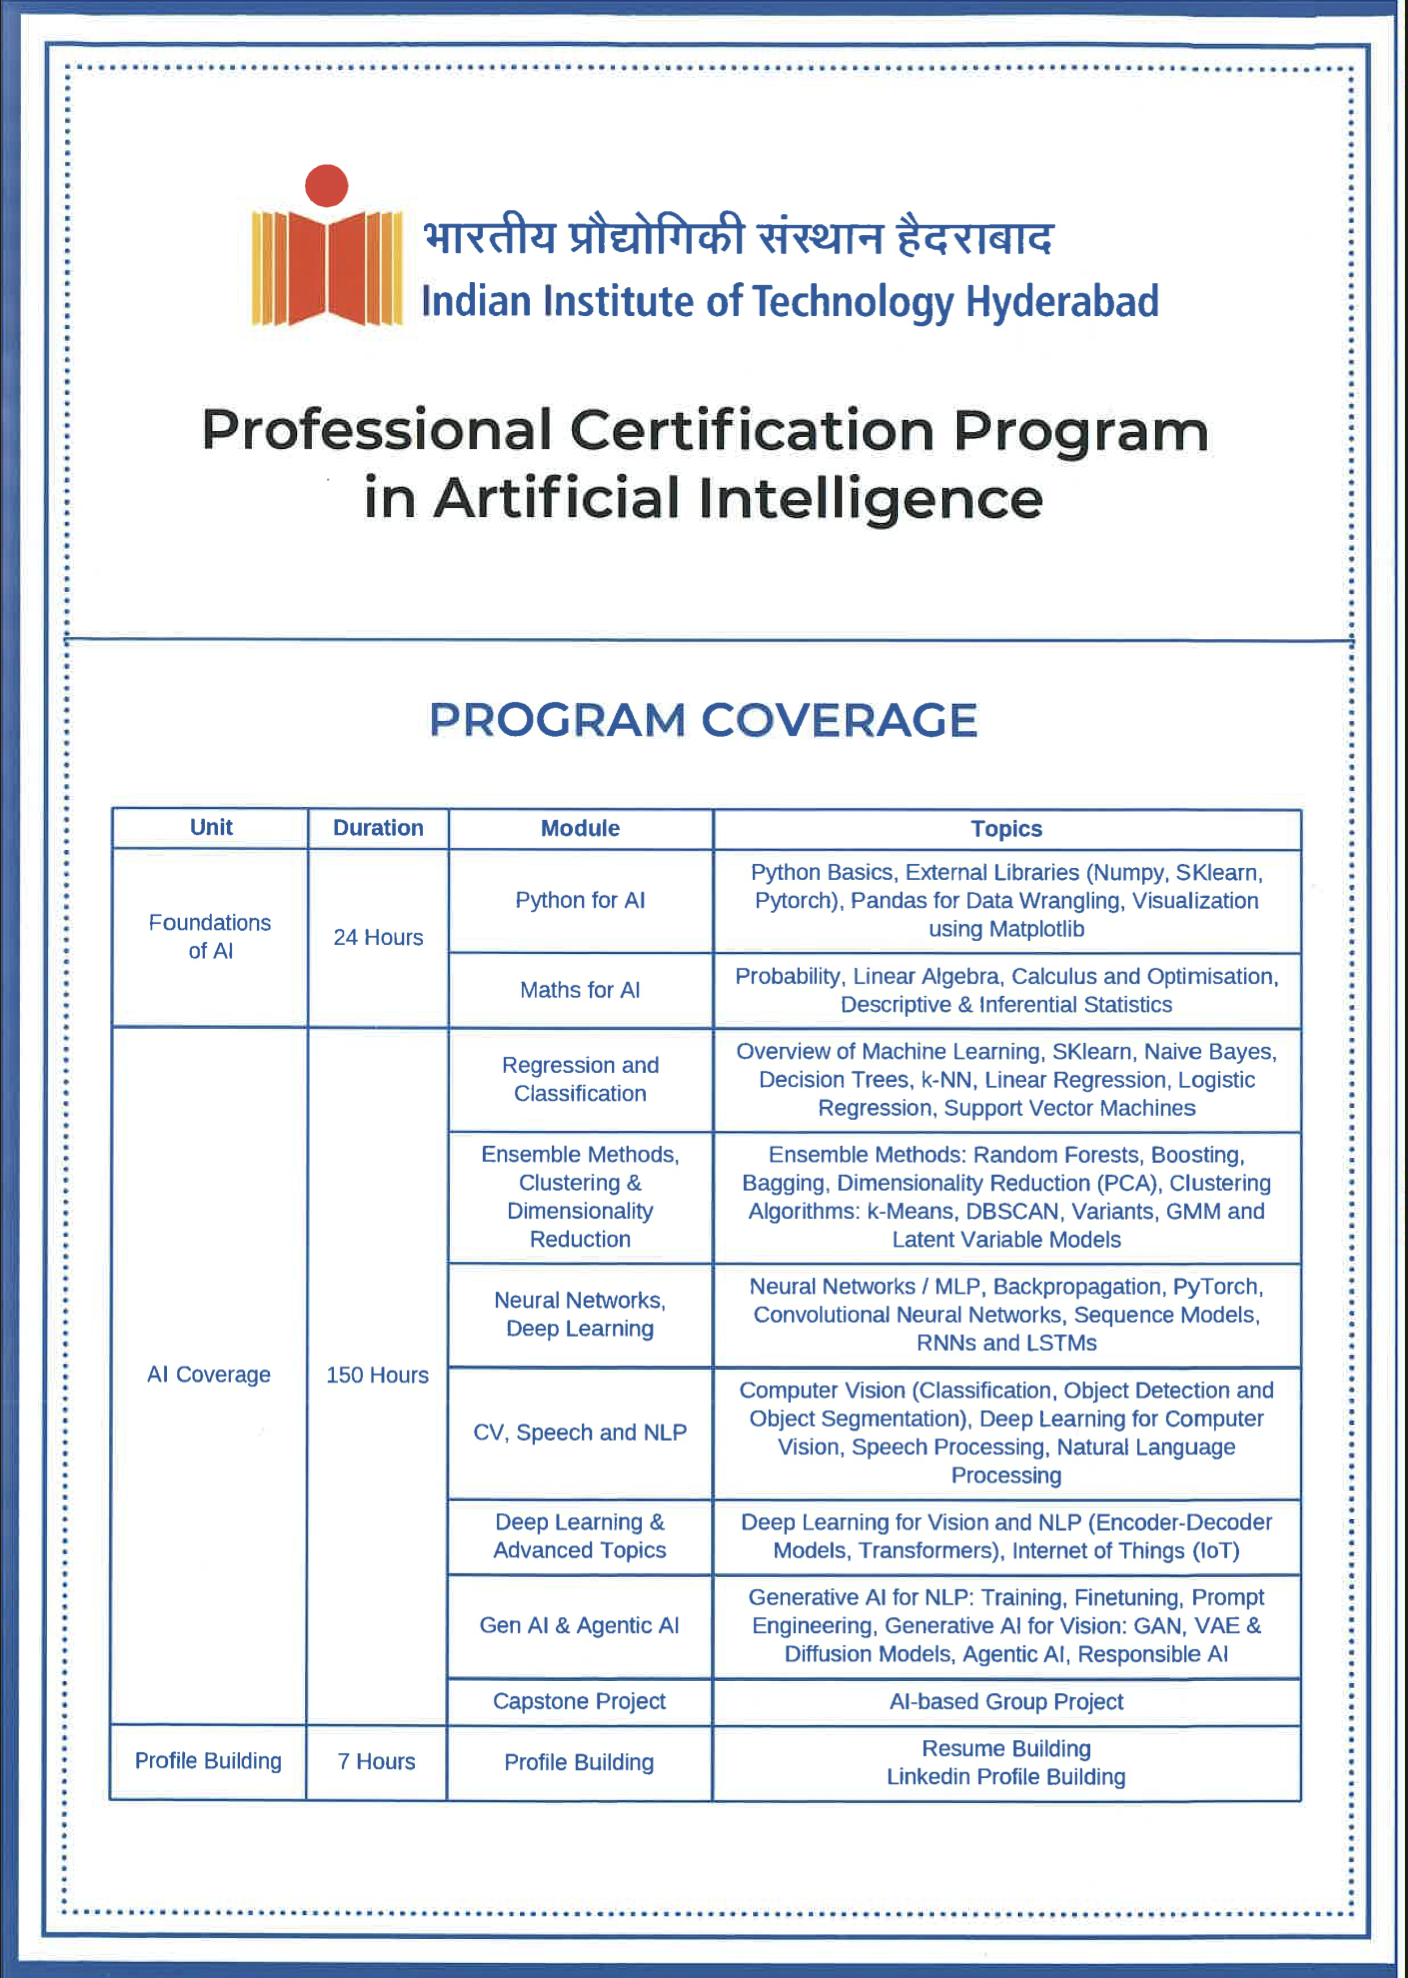 भारतीय प्रौद्योगिकी संस्थान हैदराबाद
Indian Institute of Technology Hyderabad
Professional Certification Program
in Artificial Intelligence
PROGRAM COVERAGE
Unit
Duration
Module
Topics
Foundations
of AI
24 Hours
Python for AI
Python Basics, External Libraries (Numpy, SKlearn,
Pytorch), Pandas for Data Wrangling, Visualization
using Matplotlib
Maths for AI
Probability, Linear Algebra, Calculus and Optimisation,
Descriptive & Inferential Statistics
AI Coverage
150 Hours
Regression and
Classification
Overview of Machine Learning, SKlearn, Naive Bayes,
Decision Trees, k-NN, Linear Regression, Logistic
Regression, Support Vector Machines
Ensemble Methods,
Clustering &
Dimensionality
Reduction
Ensemble Methods: Random Forests, Boosting,
Bagging, Dimensionality Reduction (PCA), Clustering
Algorithms: k-Means, DBSCAN, Variants, GMM and
Latent Variable Models
Neural Networks,
Deep Learning
Neural Networks / MLP, Backpropagation, PyTorch,
Convolutional Neural Networks, Sequence Models,
RNNs and LSTMs
CV, Speech and NLP
Computer Vision (Classification, Object Detection and
Object Segmentation), Deep Learning for Computer
Vision, Speech Processing, Natural Language
Processing
Deep Learning &
Advanced Topics
Deep Learning for Vision and NLP (Encoder-Decoder
Models, Transformers), Internet of Things (IoT)
Gen AI & Agentic AI
Generative AI for NLP: Training, Finetuning, Prompt
Engineering, Generative AI for Vision: GAN, VAE &
Diffusion Models, Agentic AI, Responsible AI
Capstone Project
AI-based Group Project
Profile Building
7 Hours
Profile Building
Resume Building
Linkedin Profile Building